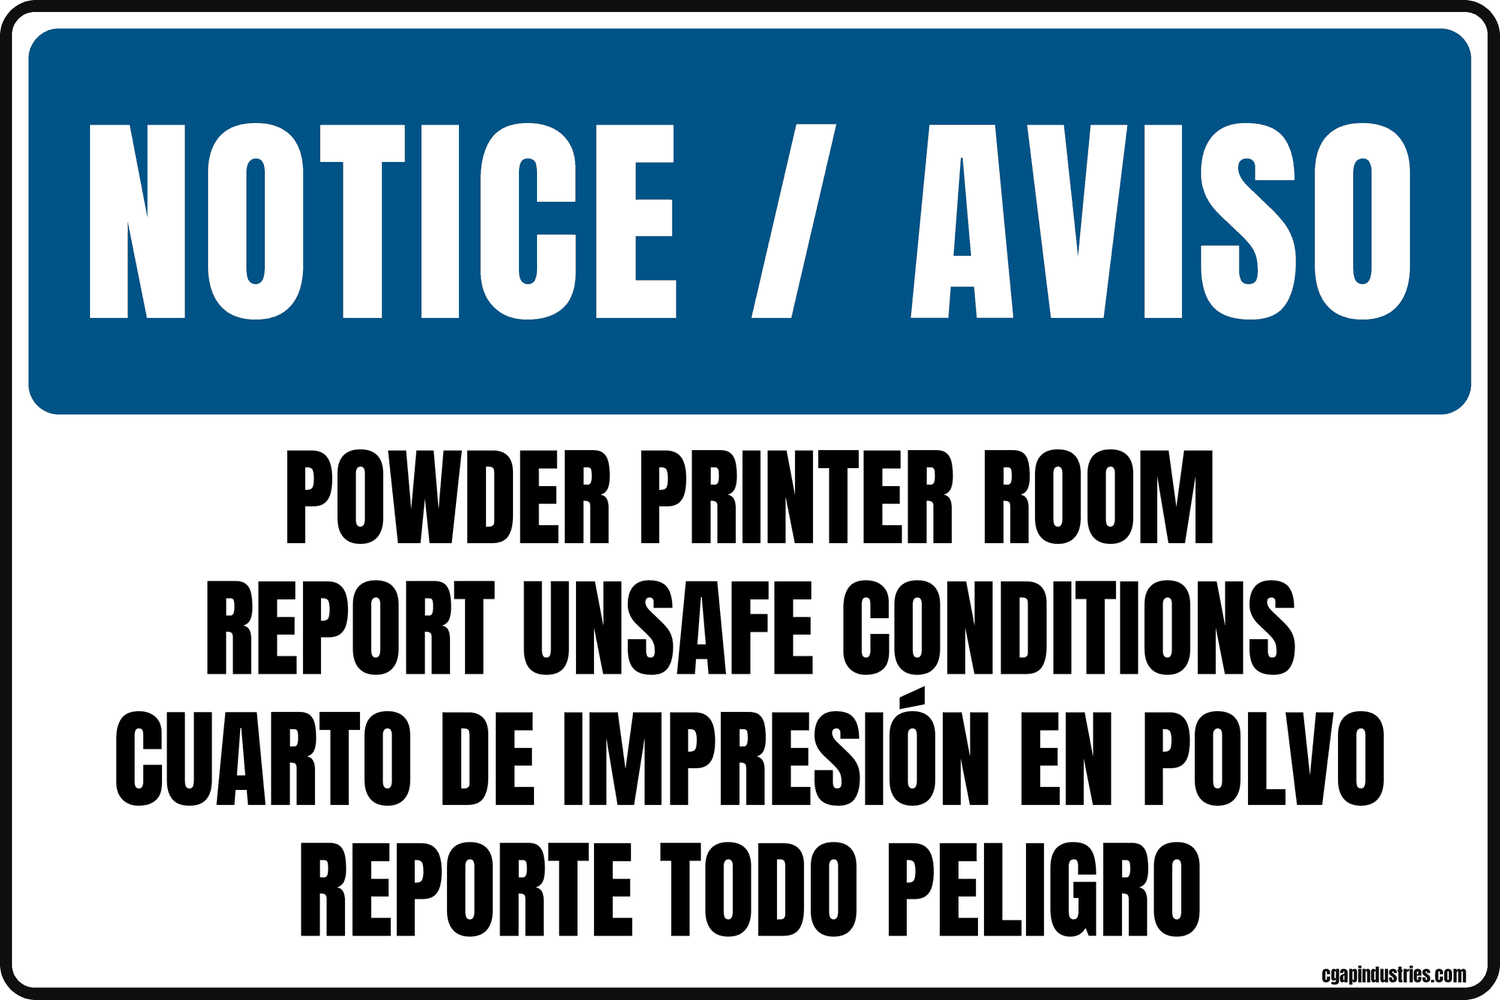 NOTICE / AVISO
POWDER PRINTER ROOM
REPORT UNSAFE CONDITIONS
CUARTO DE IMPRESIÓN EN POLVO
REPORTE TODO PELIGRO
cgapindustries.com